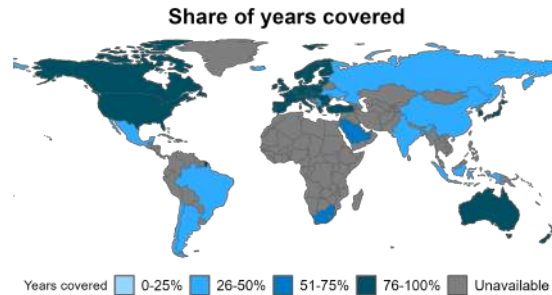 Share of years covered
Years covered 0-25% 26-50% 51-75% 76-100% Unavailable